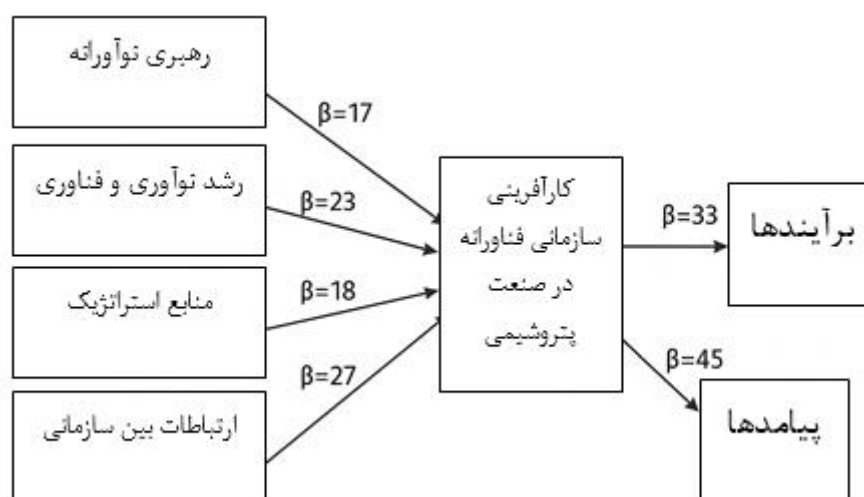 رهبری نوآورانه
β=17
رشد نوآوری و فناوری
β=23
منابع استراتژیک
β=18
ارتباطات بین سازمانی
β=27
کارآفرینی
سازمانی فناورانه
در صنعت
پتروشیمی
β=33
برآیندها
β=45
پیامدها